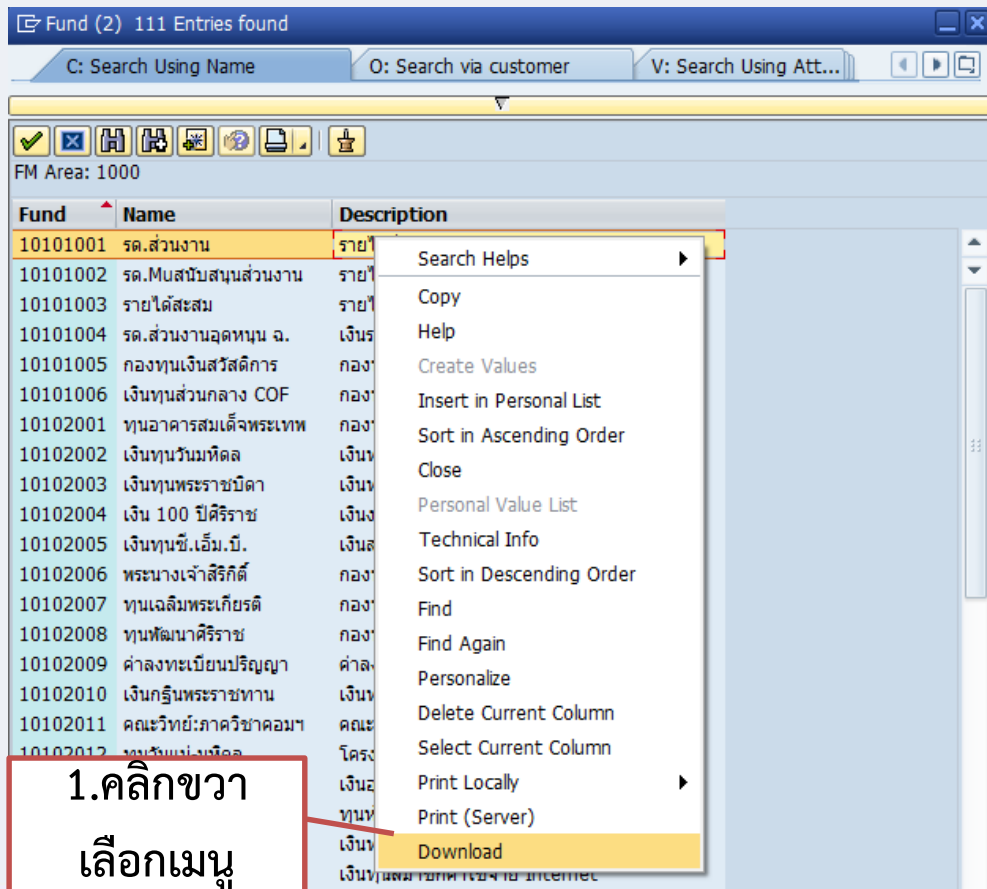 Fund (2) 111 Entries found
C: Search Using Name O: Search via customer V: Search Using Att...
FM Area: 1000
Fund Name Description
10101001 รด.ส่วนงาน
10101002 รด.Muสนับสนุนส่วนงาน
10101003 รายได้สะสม
10101004 รด.ส่วนงานอุดหนุน ฉ.
10101005 กองทุนเงินสวัสดิการ
10101006 เงินทุนส่วนกลาง COF
10102001 ทุนอาคารสมเด็จพระเทพ
10102002 เงินทุนวันมหิดล
10102003 เงินทุนพระราชบิดา
10102004 เงิน 100 ปีศิริราช
10102005 เงินทุนซี.เอ็ม.บี.
10102006 พระนางเจ้าสิริกิติ์
10102007 ทุนเฉลิมพระเกียรติ
10102008 ทุนพัฒนาศิริราช
10102009 ค่าลงทะเบียนปริญญา
10102010 เงินกฐินพระราชทาน
10102011 คณะวิทย์:ภาควิชาคอมฯ
10102012
Search Helps
Copy
Help
Create Values
Insert in Personal List
Sort in Ascending Order
Close
Personal Value List
Technical Info
Sort in Descending Order
Find
Find Again
Personalize
Delete Current Column
Select Current Column
Print Locally
Print (Server)
Download
1.คลิกขวา
เลือกเมนู